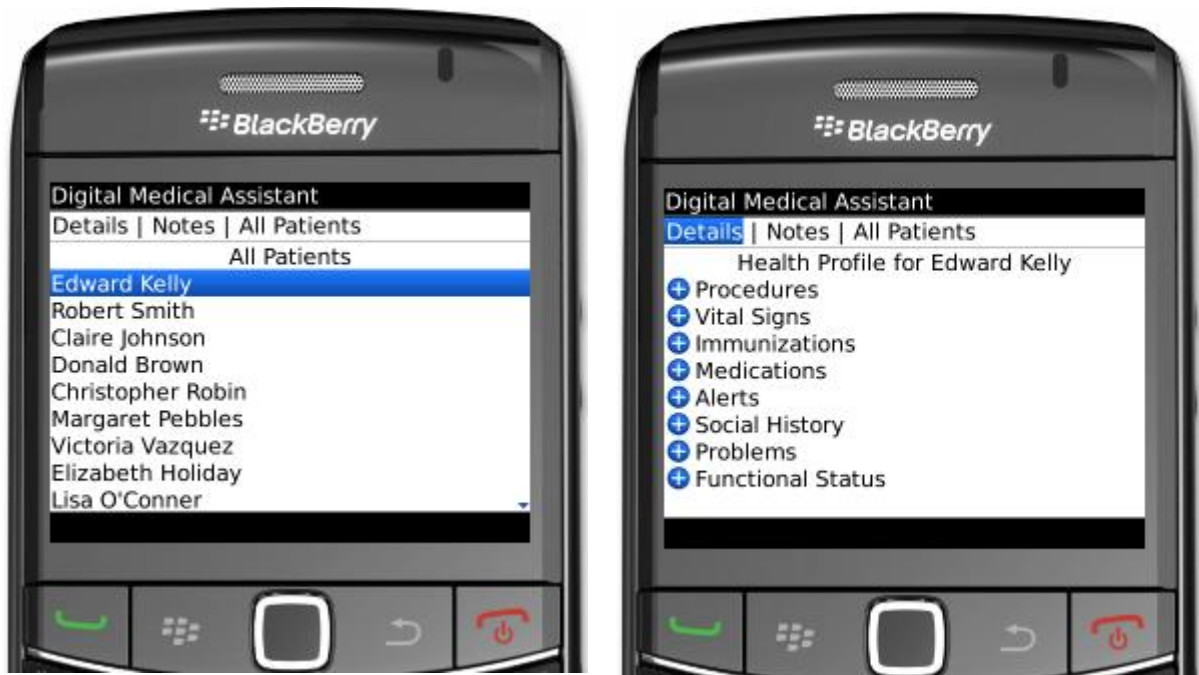 BlackBerry
Digital Medical Assistant
Details | Notes | All Patients
All Patients
Edward Kelly
Robert Smith
Claire Johnson
Donald Brown
Christopher Robin
Margaret Pebbles
Victoria Vazquez
Elizabeth Holiday
Lisa O'Conner
BlackBerry
Digital Medical Assistant
Details | Notes | All Patients
Health Profile for Edward Kelly
Procedures
Vital Signs
Immunizations
Medications
Alerts
Social History
Problems
Functional Status